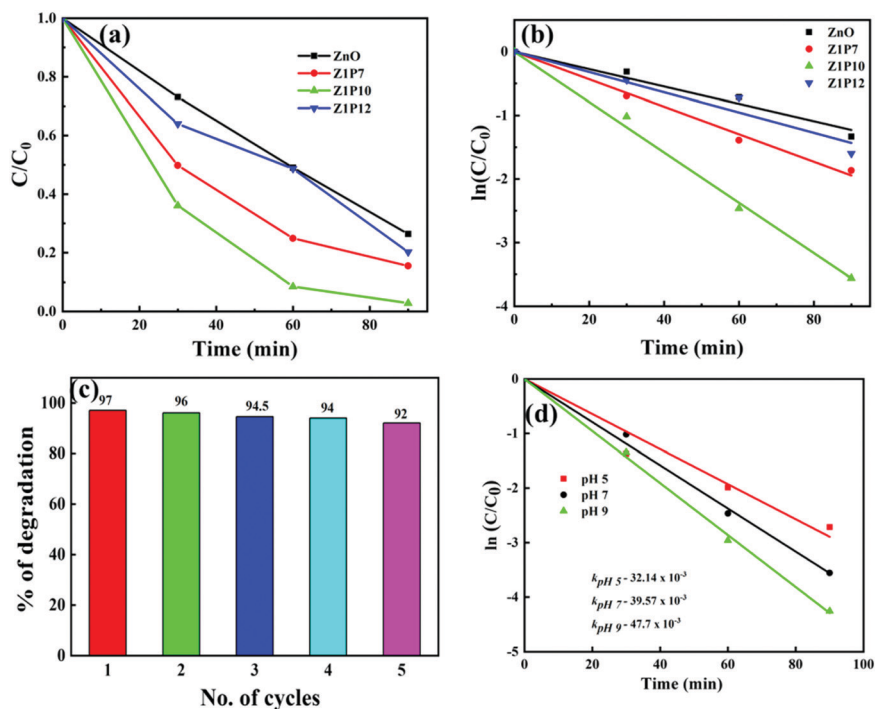 (a)
ZnO
Z1P7
Z1P10
Z1P12
C/C0
1.0
0.8
0.6
0.4
0.2
0.0
0 20 40 60 80
Time (min)
(b)
ZnO
Z1P7
Z1P10
Z1P12
ln(C/C0)
0
-1
-2
-3
-4
0 20 40 60 80
Time (min)
(c)
97 96 94.5 94 92
% of degradation
100
80
60
40
20
0
1 2 3 4 5
No. of cycles
(d)
pH 5
pH 7
pH 9
kpH 5 - 32.14 x 10-3
kpH 7 - 39.57 x 10-3
kpH 9 - 47.7 x 10-3
ln (C/C0)
0
-1
-2
-3
-4
-5
0 20 40 60 80 100
Time (min)